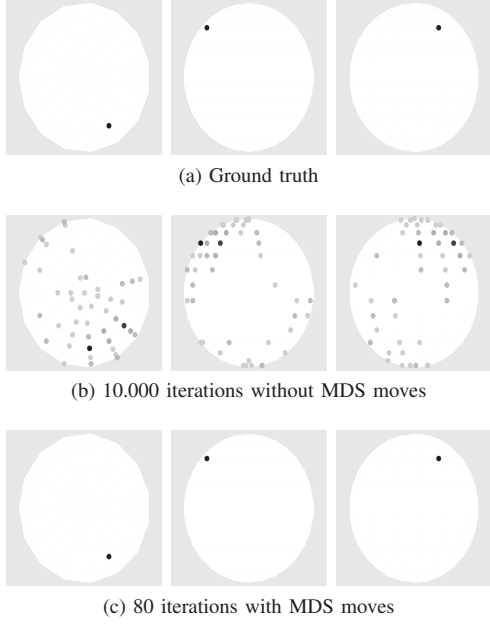 (a) Ground truth
(b) 10.000 iterations without MDS moves
(c) 80 iterations with MDS moves